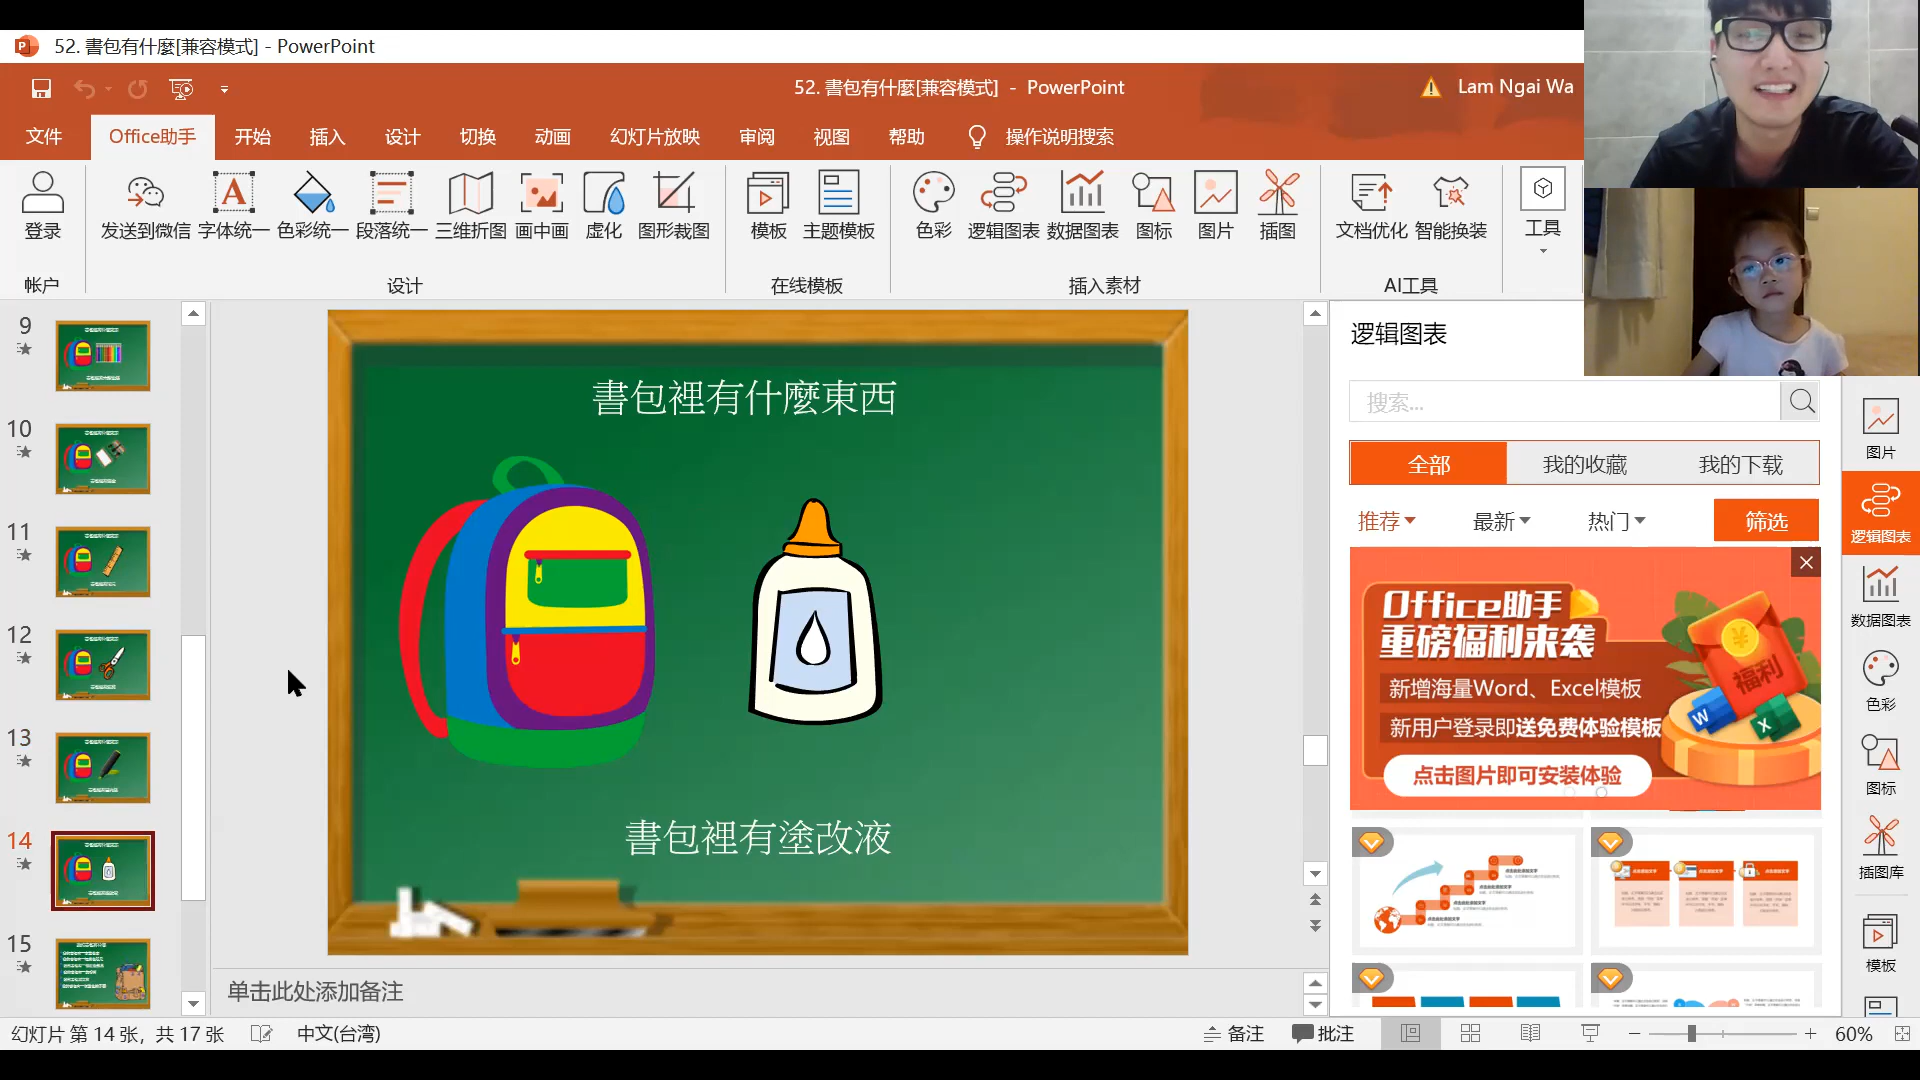 52. 書包有什麼[兼容模式] - PowerPoint
52. 書包有什麼[兼容模式] - PowerPoint
Lam Ngai Wa
文件
Office助手
开始
插入
设计
切换
动画
幻灯片放映
审阅
视图
帮助
操作说明搜索
登录
发送到微信
字体统一
色彩统一
段落统一
三维折图
画中画
虚化
图形裁图
模板
主题模板
色彩
逻辑图表
数据图表
图标
图片
插图
文档优化
智能换装
工具
帐户
设计
在线模板
插入素材
AI工具
9
10
11
12
13
14
15
書包裡有什麼東西
書包裡有塗改液
单击此处添加备注
逻辑图表
搜索...
全部
我的收藏
我的下载
推荐
最新
热门
筛选
Office助手
重磅福利来袭
新增海量Word、Excel模板
新用户登录即送免费体验模板
点击图片即可安装体验
福利
W
X
图片
逻辑图表
数据图表
色彩
图标
插图库
模板
幻灯片 第 14 张，共 17 张
中文(台湾)
备注
批注
60%